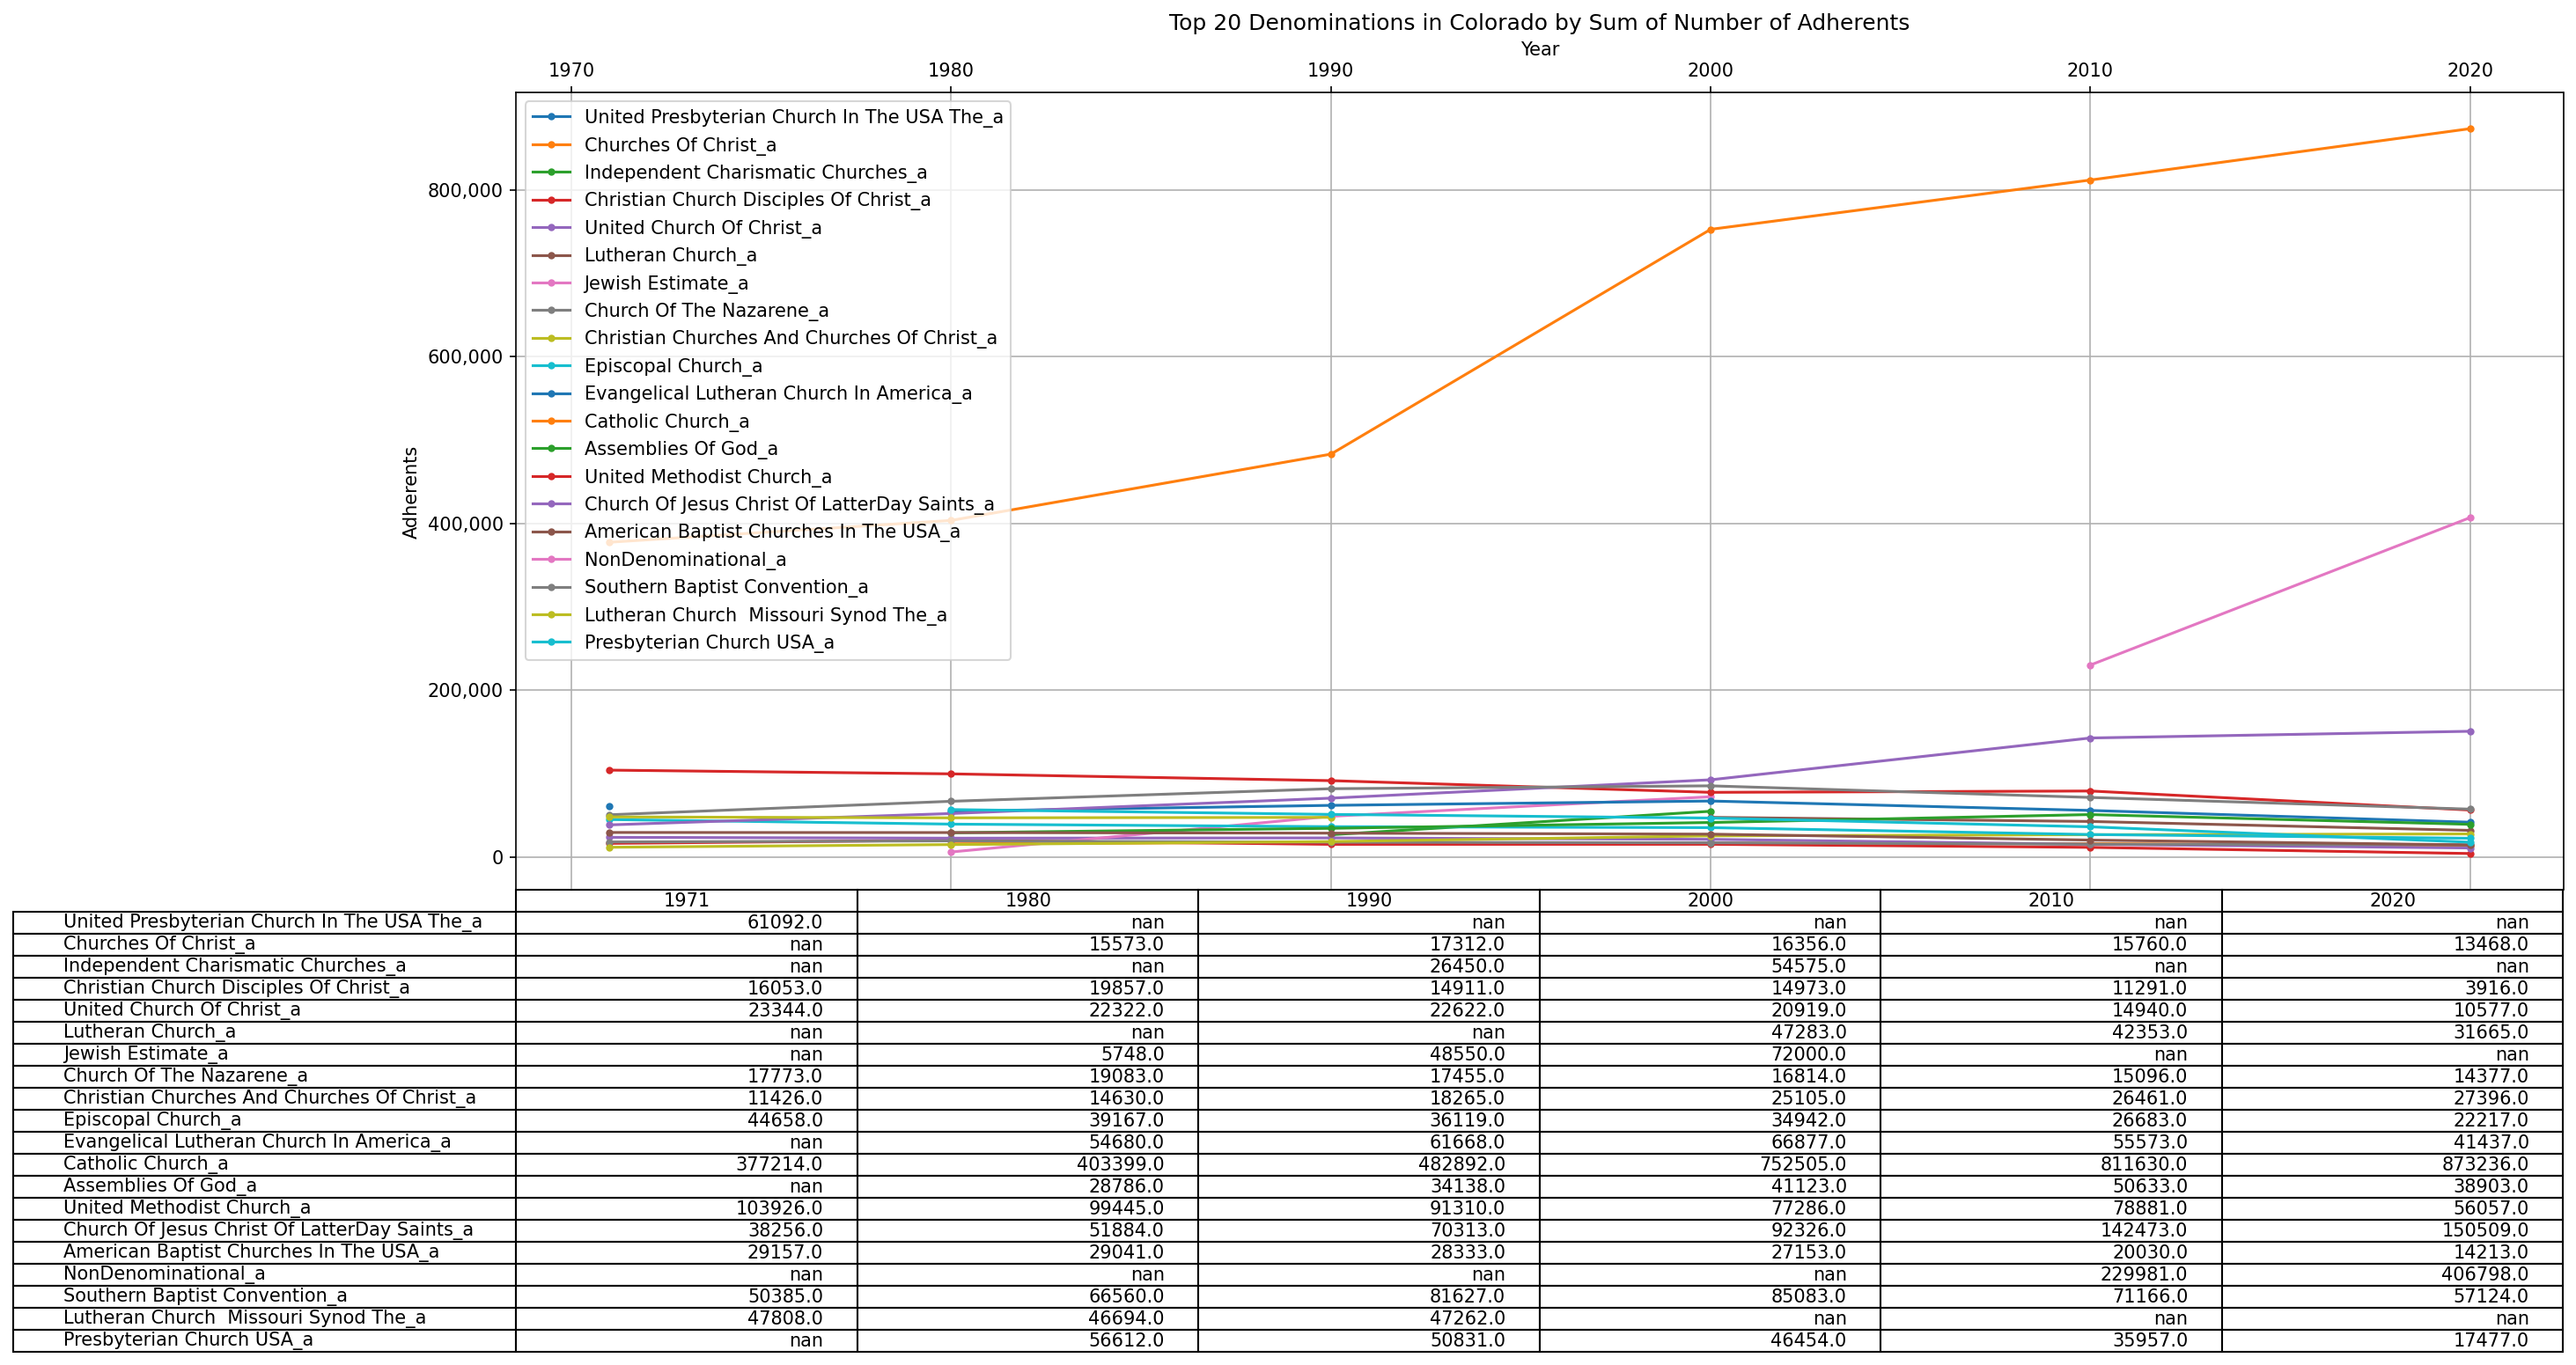 Top 20 Denominations in Colorado by Sum of Number of Adherents
Year
1970 1980 1990 2000 2010 2020
800,000
600,000
400,000
200,000
0
Adherents
United Presbyterian Church In The USA The_a
Churches Of Christ_a
Independent Charismatic Churches_a
Christian Church Disciples Of Christ_a
United Church Of Christ_a
Lutheran Church_a
Jewish Estimate_a
Church Of The Nazarene_a
Christian Churches And Churches Of Christ_a
Episcopal Church_a
Evangelical Lutheran Church In America_a
Catholic Church_a
Assemblies Of God_a
United Methodist Church_a
Church Of Jesus Christ Of LatterDay Saints_a
American Baptist Churches In The USA_a
NonDenominational_a
Southern Baptist Convention_a
Lutheran Church  Missouri Synod The_a
Presbyterian Church USA_a
1971 1980 1990 2000 2010 2020
United Presbyterian Church In The USA The_a 61092.0 nan nan nan nan nan
Churches Of Christ_a nan 15573.0 17312.0 16356.0 15760.0 13468.0
Independent Charismatic Churches_a nan nan 26450.0 54575.0 nan nan
Christian Church Disciples Of Christ_a 16053.0 19857.0 14911.0 14973.0 11291.0 3916.0
United Church Of Christ_a 23344.0 22322.0 22622.0 20919.0 14940.0 10577.0
Lutheran Church_a nan nan nan 47283.0 42353.0 31665.0
Jewish Estimate_a nan 5748.0 48550.0 72000.0 nan nan
Church Of The Nazarene_a 17773.0 19083.0 17455.0 16814.0 15096.0 14377.0
Christian Churches And Churches Of Christ_a 11426.0 14630.0 18265.0 25105.0 26461.0 27396.0
Episcopal Church_a 44658.0 39167.0 36119.0 34942.0 26683.0 22217.0
Evangelical Lutheran Church In America_a nan 54680.0 61668.0 66877.0 55573.0 41437.0
Catholic Church_a 377214.0 403399.0 482892.0 752505.0 811630.0 873236.0
Assemblies Of God_a nan 28786.0 34138.0 41123.0 50633.0 38903.0
United Methodist Church_a 103926.0 99445.0 91310.0 77286.0 78881.0 56057.0
Church Of Jesus Christ Of LatterDay Saints_a 38256.0 51884.0 70313.0 92326.0 142473.0 150509.0
American Baptist Churches In The USA_a 29157.0 29041.0 28333.0 27153.0 20030.0 14213.0
NonDenominational_a nan nan nan nan 229981.0 406798.0
Southern Baptist Convention_a 50385.0 66560.0 81627.0 85083.0 71166.0 57124.0
Lutheran Church  Missouri Synod The_a 47808.0 46694.0 47262.0 nan nan nan
Presbyterian Church USA_a nan 56612.0 50831.0 46454.0 35957.0 17477.0